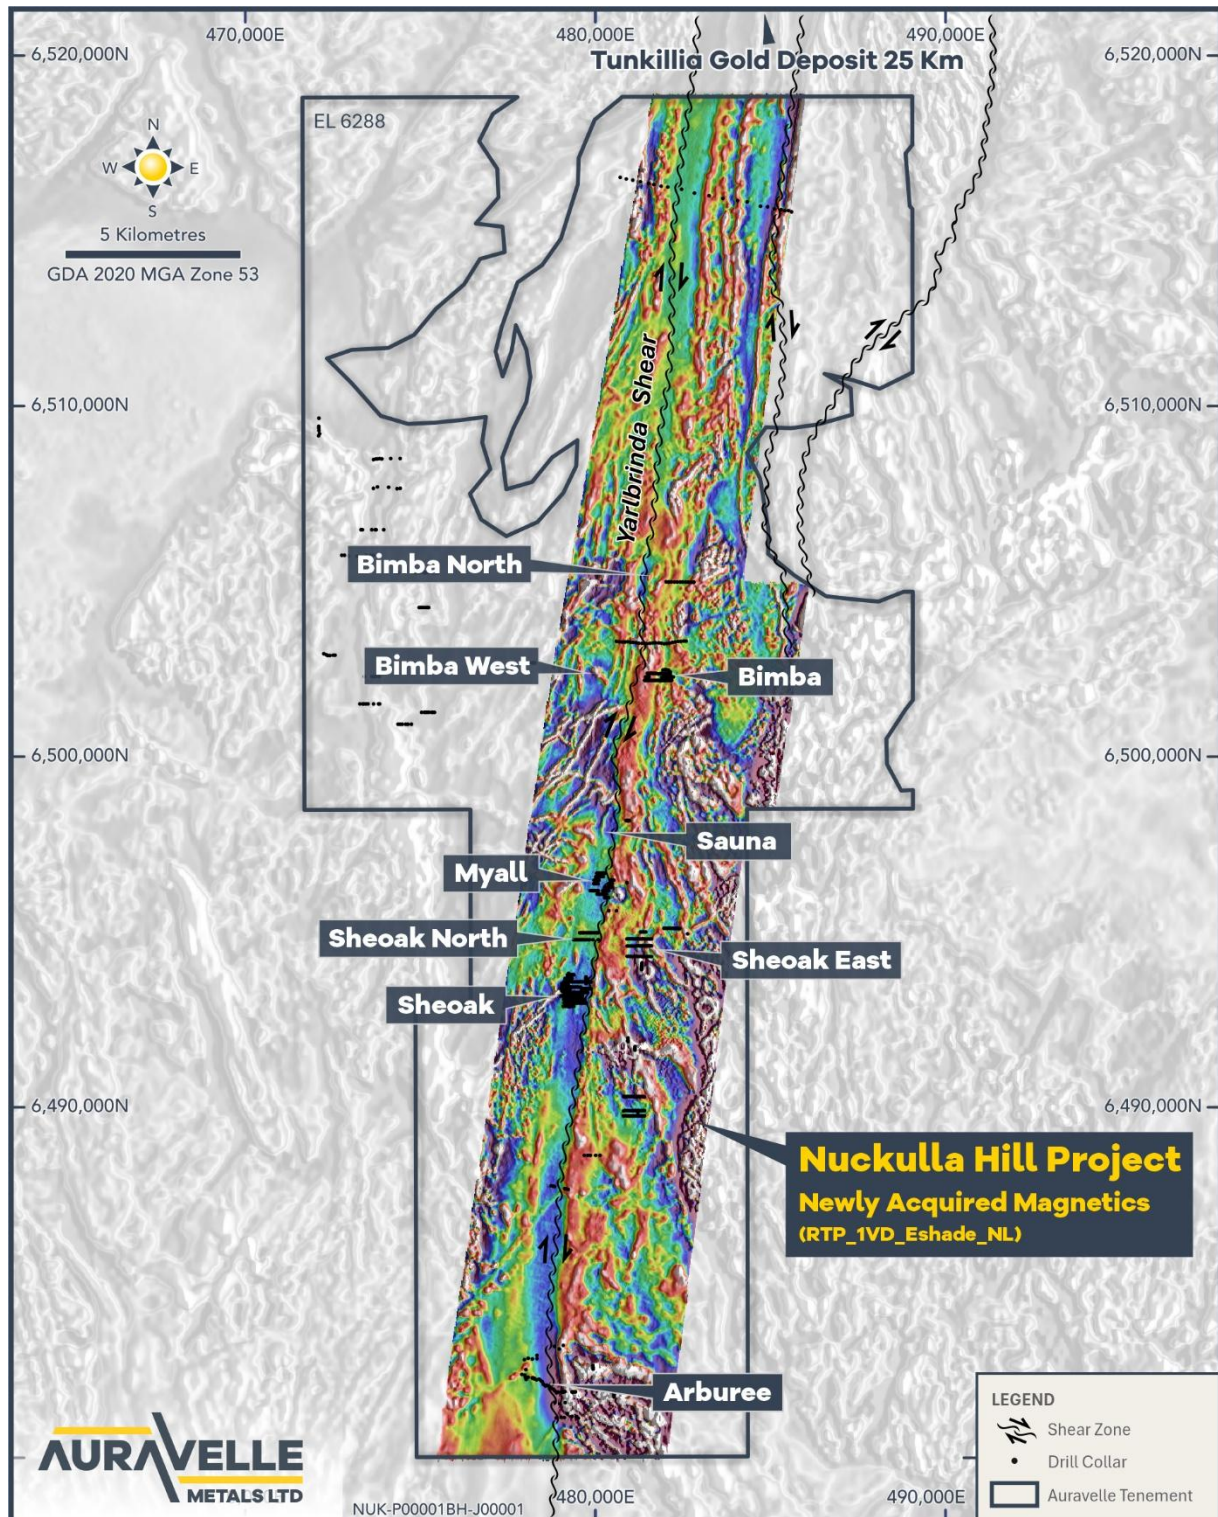 470,000E
480,000E
490,000E
6,520,000N
6,520,000N
Tunkillia Gold Deposit 25 Km
EL 6288
N
W
E
S
5 Kilometres
GDA 2020 MGA Zone 53
Yarlbrinda Shear
6,510,000N
6,510,000N
Bimba North
Bimba West
Bimba
6,500,000N
6,500,000N
Sauna
Myall
Sheoak North
Sheoak East
Sheoak
6,490,000N
6,490,000N
Nuckulla Hill Project
Newly Acquired Magnetics
(RTP_1VD_Eshade_NL)
Arburee
AURAVELLE
METALS LTD
NUK-P00001BH-J00001
480,000E
490,000E
LEGEND
Shear Zone
Drill Collar
Auravelle Tenement